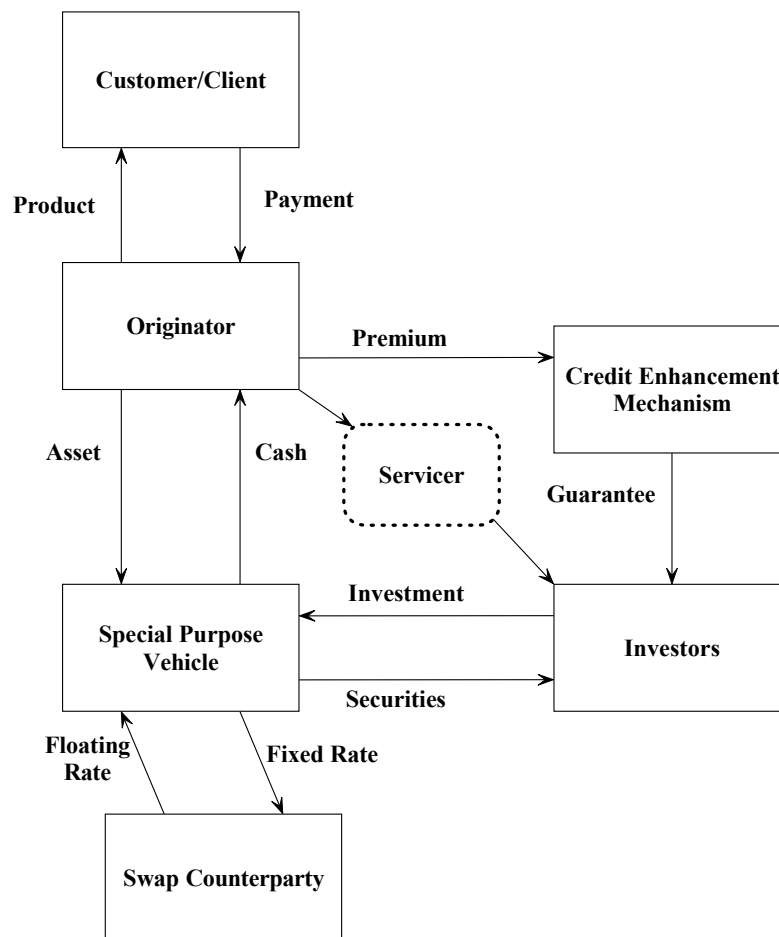 Customer/Client
Product
Payment
Originator
Premium
Credit Enhancement
Mechanism
Asset
Cash
Servicer
Guarantee
Investment
Special Purpose
Vehicle
Investors
Securities
Floating
Rate
Fixed Rate
Swap Counterparty